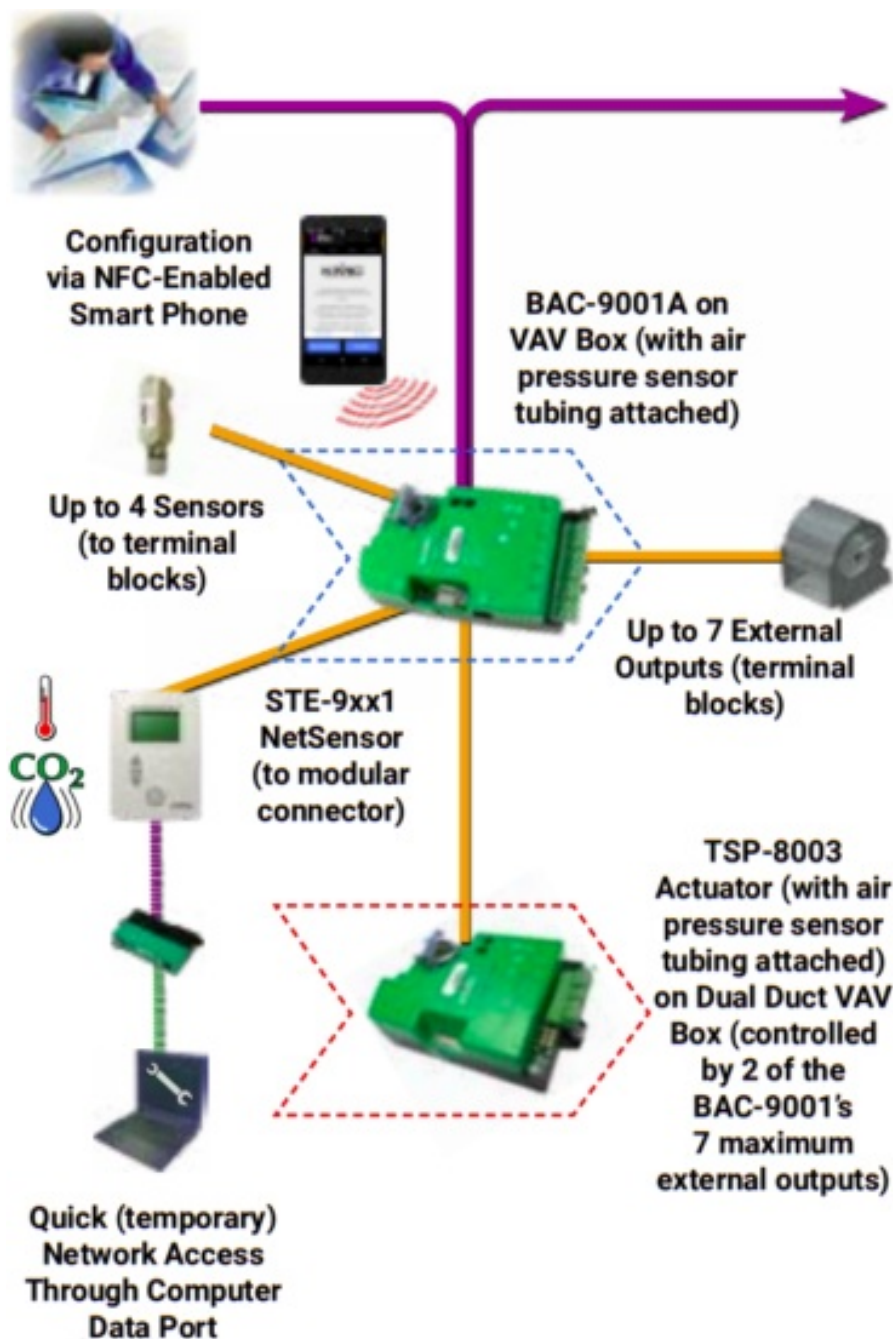 Configuration
via NFC-Enabled
Smart Phone
BAC-9001A on
VAV Box (with air
pressure sensor
tubing attached)
Up to 4 Sensors
(to terminal
blocks)
Up to 7 External
Outputs (terminal
blocks)
STE-9xx1
NetSensor
(to modular
connector)
CO2
TSP-8003
Actuator (with air
pressure sensor
tubing attached)
on Dual Duct VAV
Box (controlled
by 2 of the
BAC-9001's
7 maximum
external outputs)
Quick (temporary)
Network Access
Through Computer
Data Port